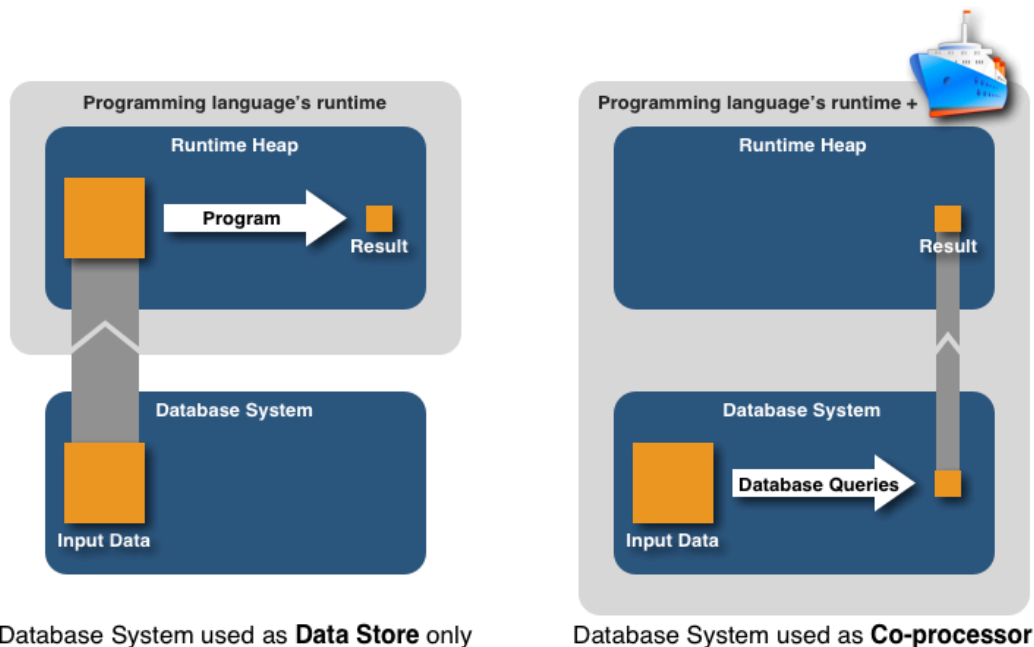 Programming language's runtime
Runtime Heap
Program
Result
Database System
Input Data
Database System used as Data Store only
Programming language's runtime +
Runtime Heap
Result
Database System
Database Queries
Input Data
Database System used as Co-processor